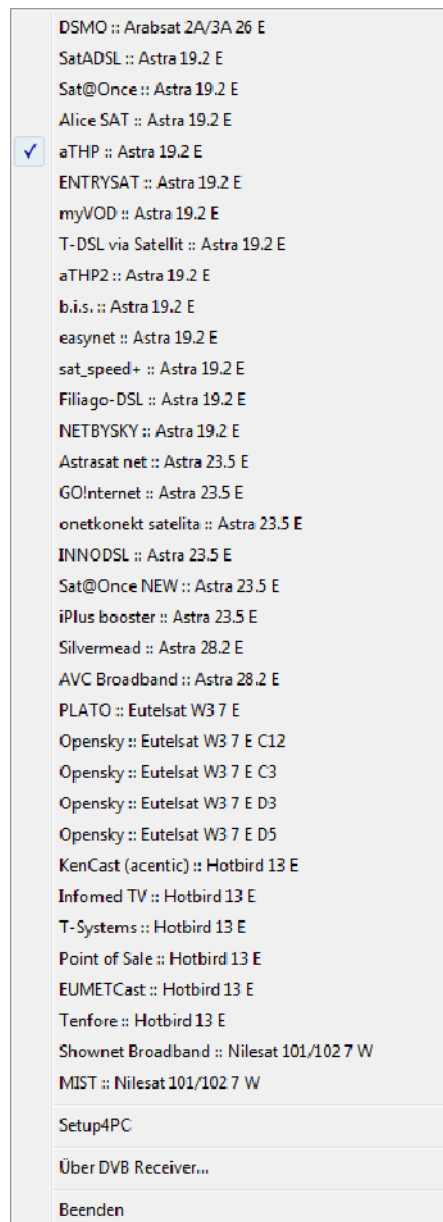 DSMO :: Arabsat 2A/3A 26 E
SatADSL :: Astra 19.2 E
Sat@Once :: Astra 19.2 E
Alice SAT :: Astra 19.2 E
aTHP :: Astra 19.2 E
ENTRYSAT :: Astra 19.2 E
myVOD :: Astra 19.2 E
T-DSL via Satellit :: Astra 19.2 E
aTHP2 :: Astra 19.2 E
b.i.s. :: Astra 19.2 E
easynet :: Astra 19.2 E
sat_speed+ :: Astra 19.2 E
Filiago-DSL :: Astra 19.2 E
NETBYSKY :: Astra 19.2 E
Astrasat net :: Astra 23.5 E
GO!nternet :: Astra 23.5 E
onetkonekt satelita :: Astra 23.5 E
INNODSL :: Astra 23.5 E
Sat@Once NEW :: Astra 23.5 E
iPlus booster :: Astra 23.5 E
Silvermead :: Astra 28.2 E
AVC Broadband :: Astra 28.2 E
PLATO :: Eutelsat W3 7 E
Opensky :: Eutelsat W3 7 E C12
Opensky :: Eutelsat W3 7 E C3
Opensky :: Eutelsat W3 7 E D3
Opensky :: Eutelsat W3 7 E D5
KenCast (acentic) :: Hotbird 13 E
Infomed TV :: Hotbird 13 E
T-Systems :: Hotbird 13 E
Point of Sale :: Hotbird 13 E
EUMETCast :: Hotbird 13 E
Tenfore :: Hotbird 13 E
Shownet Broadband :: Nilesat 101/102 7 W
MIST :: Nilesat 101/102 7 W
Setup4PC
Über DVB Receiver...
Beenden